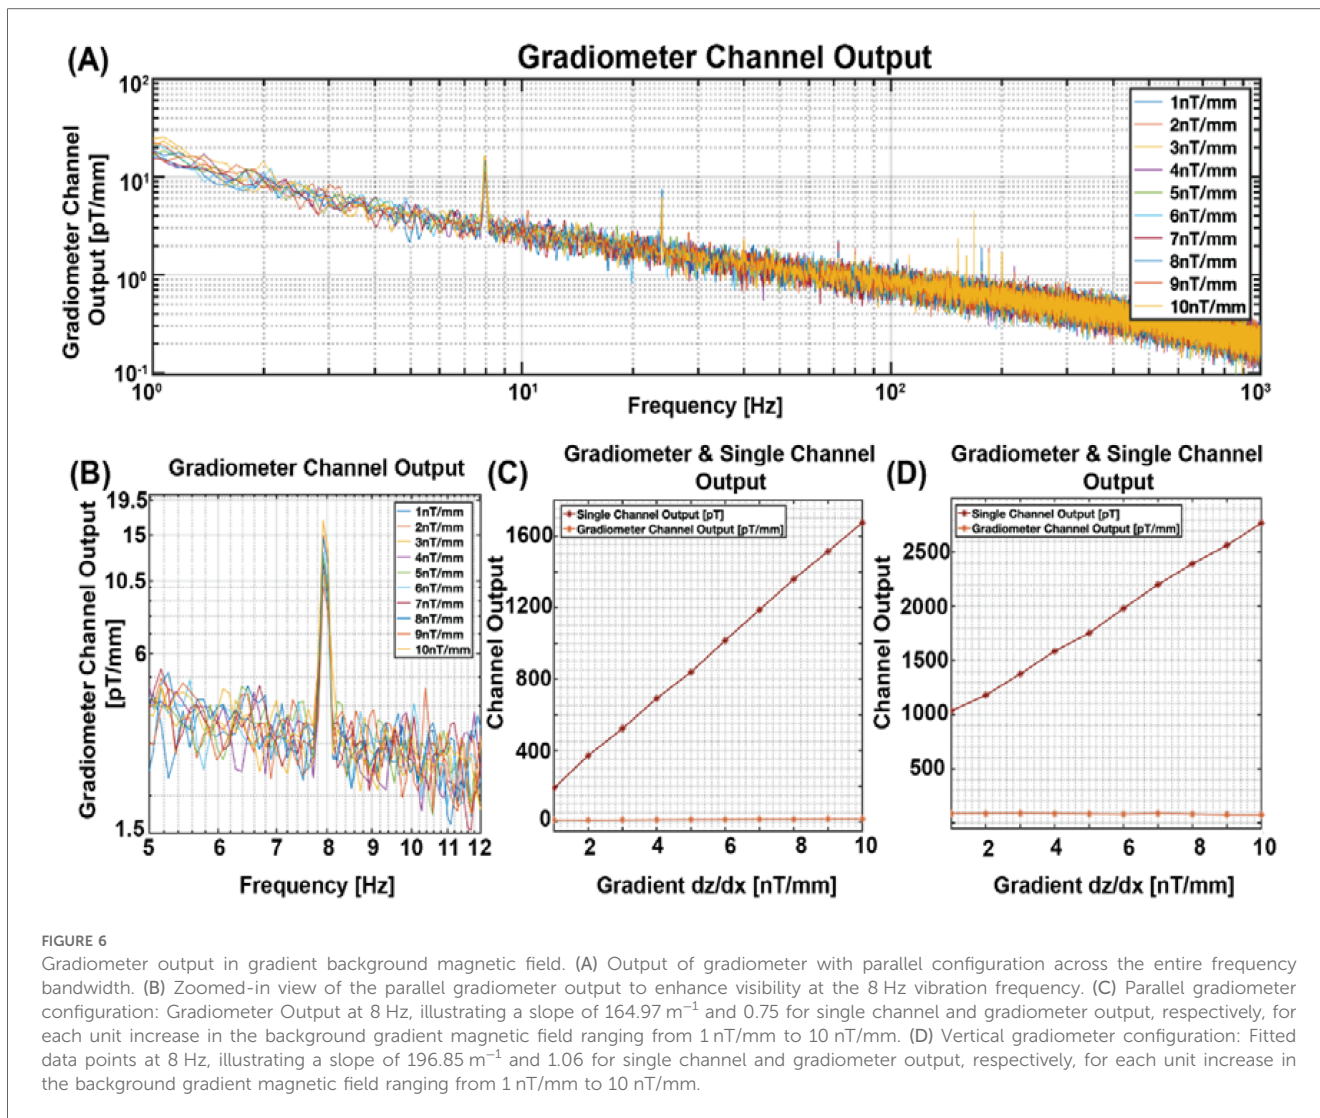 (A)
Gradiometer Channel Output
Gradiometer Channel
Output [pT/mm]
10²
10¹
10⁰
10⁻¹
10⁰
10¹
10²
10³
Frequency [Hz]
1nT/mm
2nT/mm
3nT/mm
4nT/mm
5nT/mm
6nT/mm
7nT/mm
8nT/mm
9nT/mm
10nT/mm
(B)
Gradiometer Channel Output
Gradiometer Channel Output
[pT/mm]
19.5
15
10.5
6
1.5
5
6
7
8
9
10
11
12
Frequency [Hz]
1nT/mm
2nT/mm
3nT/mm
4nT/mm
5nT/mm
6nT/mm
7nT/mm
8nT/mm
9nT/mm
10nT/mm
(C)
Gradiometer & Single Channel
Output
Channel Output
Single Channel Output [pT]
Gradiometer Channel Output [pT/mm]
1600
1200
800
400
0
2
4
6
8
10
Gradient dz/dx [nT/mm]
(D)
Gradiometer & Single Channel
Output
Channel Output
Single Channel Output [pT]
Gradiometer Channel Output [pT/mm]
2500
2000
1500
1000
500
2
4
6
8
10
Gradient dz/dx [nT/mm]
FIGURE 6
Gradiometer output in gradient background magnetic field. (A) Output of gradiometer with parallel configuration across the entire frequency
bandwidth. (B) Zoomed-in view of the parallel gradiometer output to enhance visibility at the 8 Hz vibration frequency. (C) Parallel gradiometer
configuration: Gradiometer Output at 8 Hz, illustrating a slope of 164.97 m⁻¹ and 0.75 for single channel and gradiometer output, respectively, for
each unit increase in the background gradient magnetic field ranging from 1 nT/mm to 10 nT/mm. (D) Vertical gradiometer configuration: Fitted
data points at 8 Hz, illustrating a slope of 196.85 m⁻¹ and 1.06 for single channel and gradiometer output, respectively, for each unit increase in
the background gradient magnetic field ranging from 1 nT/mm to 10 nT/mm.